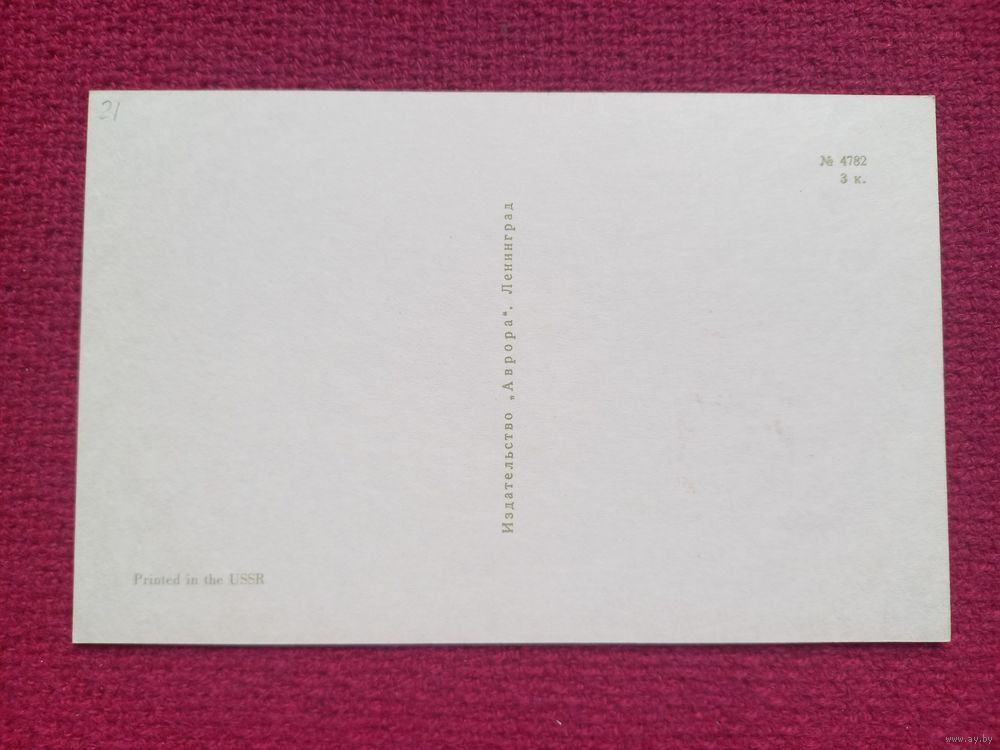 21
№ 4782
3 к.
Издательство „Аврора“. Ленинград
Printed in the USSR
www.ay.by